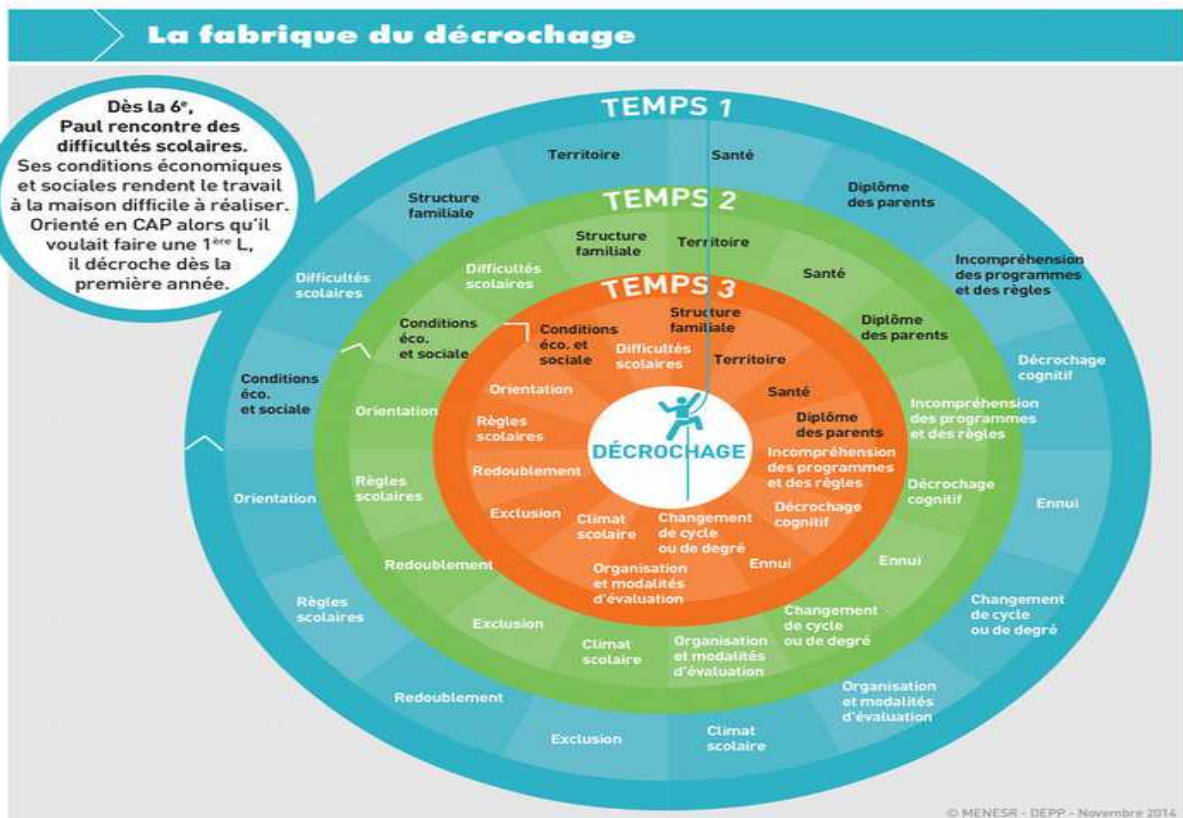 La fabrique du décrochage
Dès la 6e,
Paul rencontre des
difficultés scolaires.
Ses conditions économiques
et sociales rendent le travail
à la maison difficile à réaliser.
Orienté en CAP alors qu'il
voulait faire une 1ère L,
il décroche dès la
première année.
TEMPS 1
Territoire
Santé
Diplôme
des parents
Incompréhension
des programmes
et des règles
Décrochage
cognitif
Ennui
Changement
de cycle
ou de degré
Organisation
et modalités
d'évaluation
Climat
scolaire
Exclusion
Redoublement
Règles
scolaires
Orientation
Conditions
éco.
et sociale
Difficultés
scolaires
Structure
familiale
TEMPS 2
Structure
familiale
Territoire
Santé
Diplôme
des parents
Incompréhension
des programmes
et des règles
Décrochage
cognitif
Ennui
Changement
de cycle
ou de degré
Organisation
et modalités
d'évaluation
Climat
scolaire
Exclusion
Redoublement
Règles
scolaires
Orientation
Conditions
éco.
et sociale
Difficultés
scolaires
TEMPS 3
Structure
familiale
Territoire
Santé
Diplôme
des parents
Incompréhension
des programmes
et des règles
Décrochage
cognitif
Ennui
Changement
de cycle
ou de degré
Organisation
et modalités
d'évaluation
Climat
scolaire
Exclusion
Redoublement
Règles
scolaires
Orientation
Conditions
éco. et
sociale
Difficultés
scolaires
DÉCROCHAGE
© MENESR - DEPP - Novembre 2014